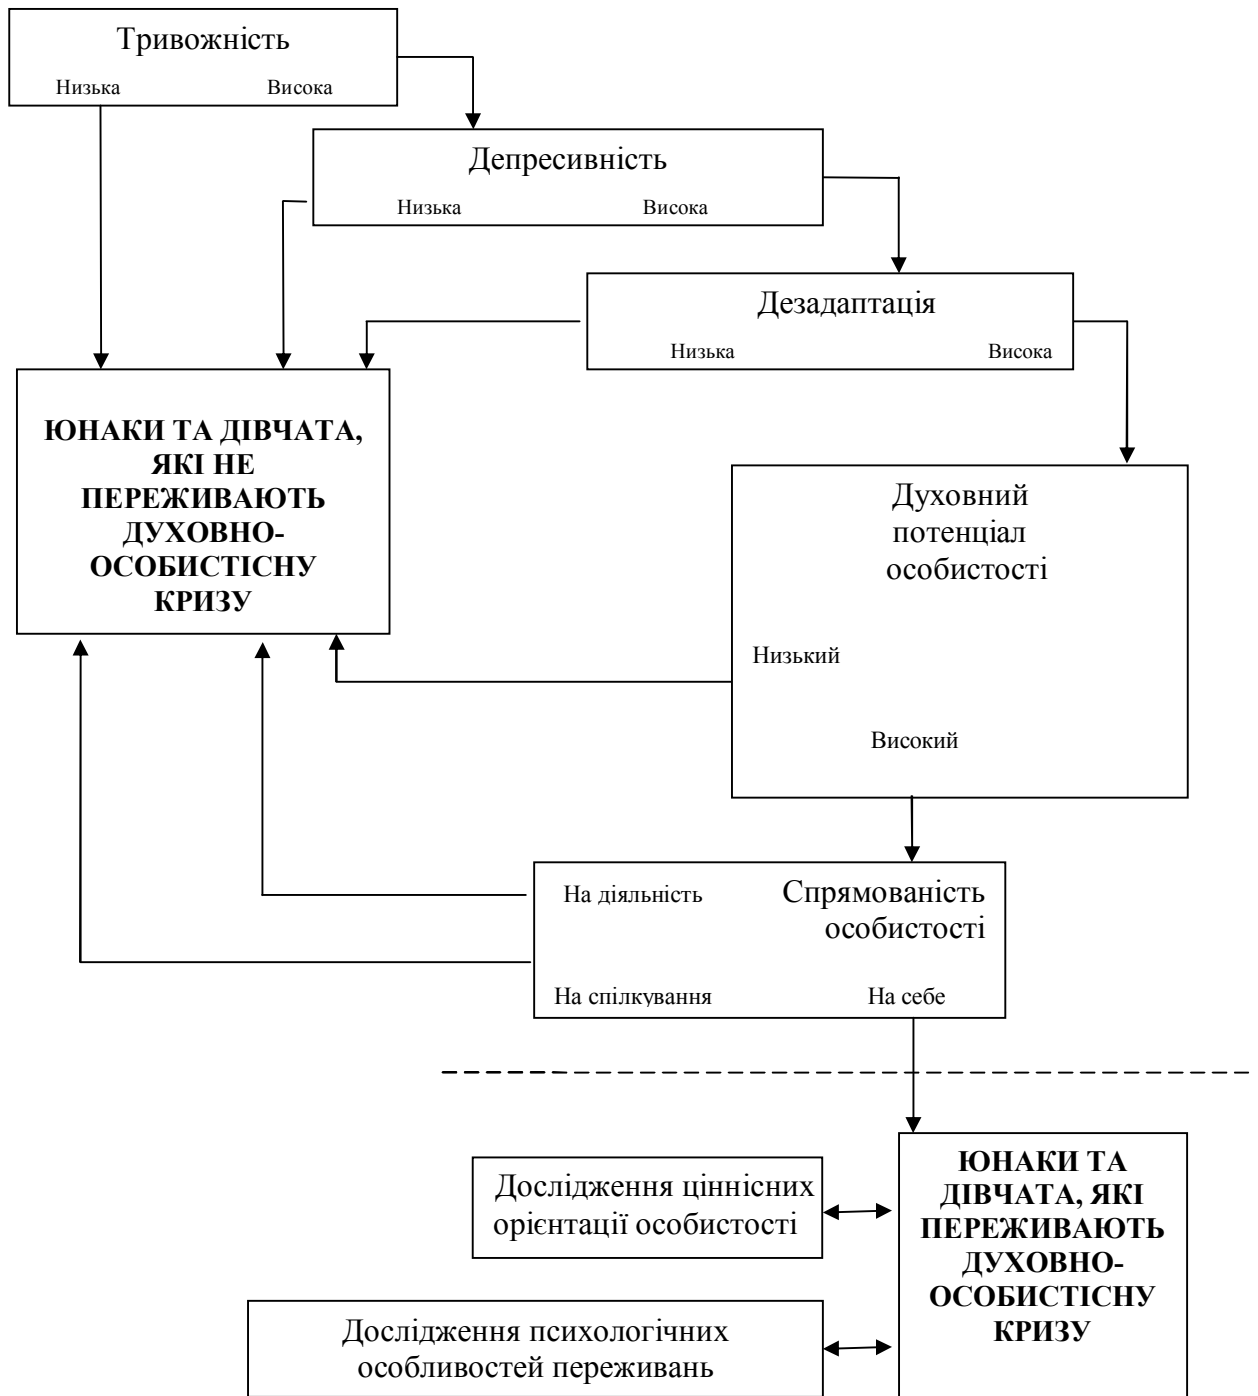 Тривожність
Низька Висока
Депресивність
Низька Висока
Дезадаптація
Низька Висока
ЮНАКИ ТА ДІВЧАТА,
ЯКІ НЕ
ПЕРЕЖИВАЮТЬ
ДУХОВНО-
ОСОБИСТІСНУ
КРИЗУ
Духовний
потенціал
особистості
Низький
Високий
На діяльність Спрямованість
особистості
На спілкування На себе
ЮНАКИ ТА
ДІВЧАТА, ЯКІ
ПЕРЕЖИВАЮТЬ
ДУХОВНО-
ОСОБИСТІСНУ
КРИЗУ
Дослідження ціннісних
орієнтації особистості
Дослідження психологічних
особливостей переживань